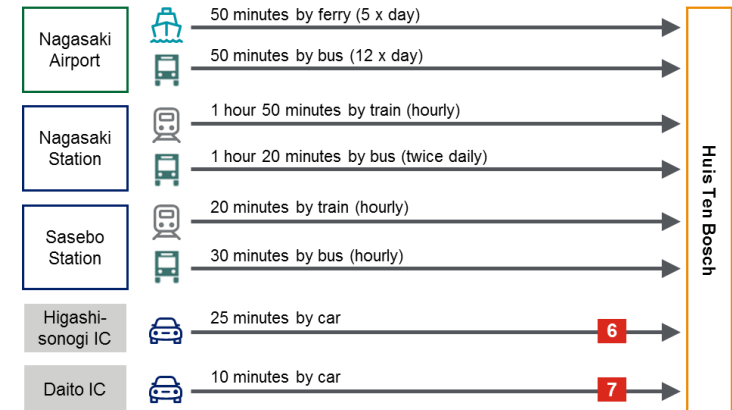 Nagasaki
Airport
50 minutes by ferry (5 x day)
50 minutes by bus (12 x day)
Nagasaki
Station
1 hour 50 minutes by train (hourly)
1 hour 20 minutes by bus (twice daily)
Sasebo
Station
20 minutes by train (hourly)
30 minutes by bus (hourly)
Higashi-
sonogi IC
25 minutes by car
6
Daito IC
10 minutes by car
7
Huis Ten Bosch